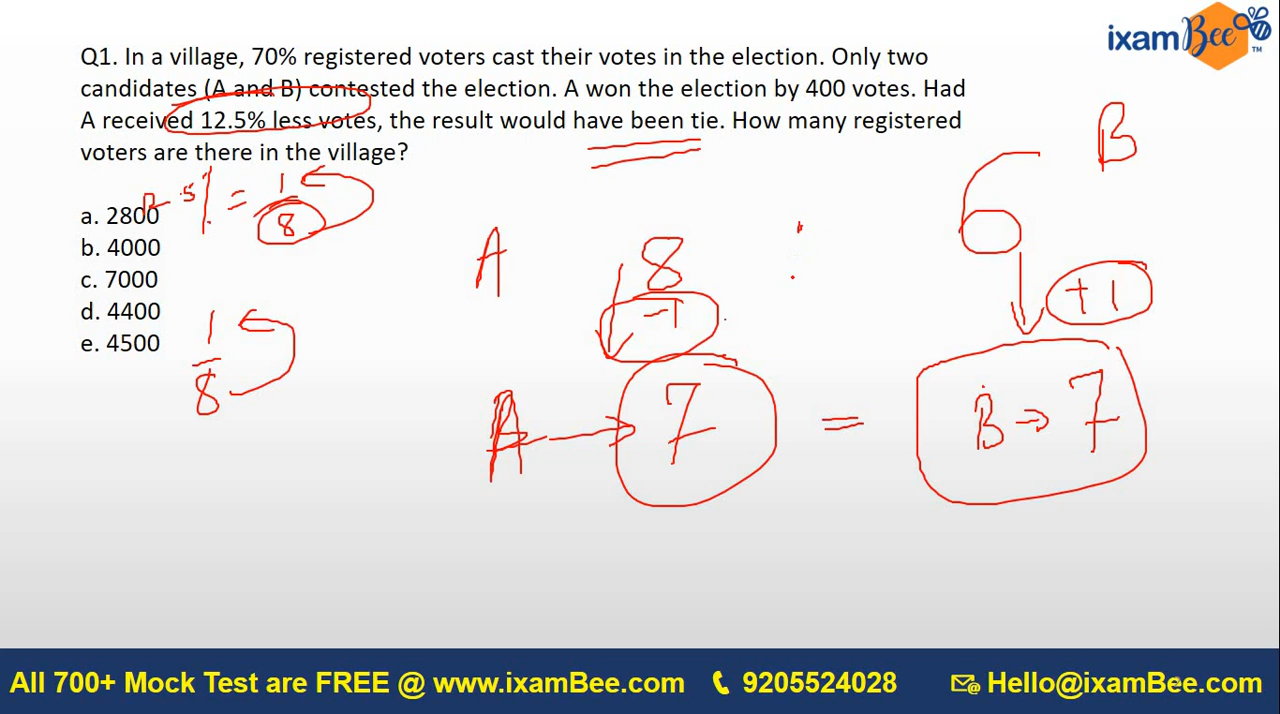 ixamBee
TM
Q1. In a village, 70% registered voters cast their votes in the election. Only two
candidates (A and B) contested the election. A won the election by 400 votes. Had
A received 12.5% less votes, the result would have been tie. How many registered
voters are there in the village?
12.5% = 1/8
a. 2800
b. 4000
c. 7000
d. 4400
e. 4500
1/8
A 8 : 6 B
-1 +1
A → 7 = B → 7
All 700+ Mock Test are FREE @ www.ixamBee.com 9205524028 Hello@ixamBee.com